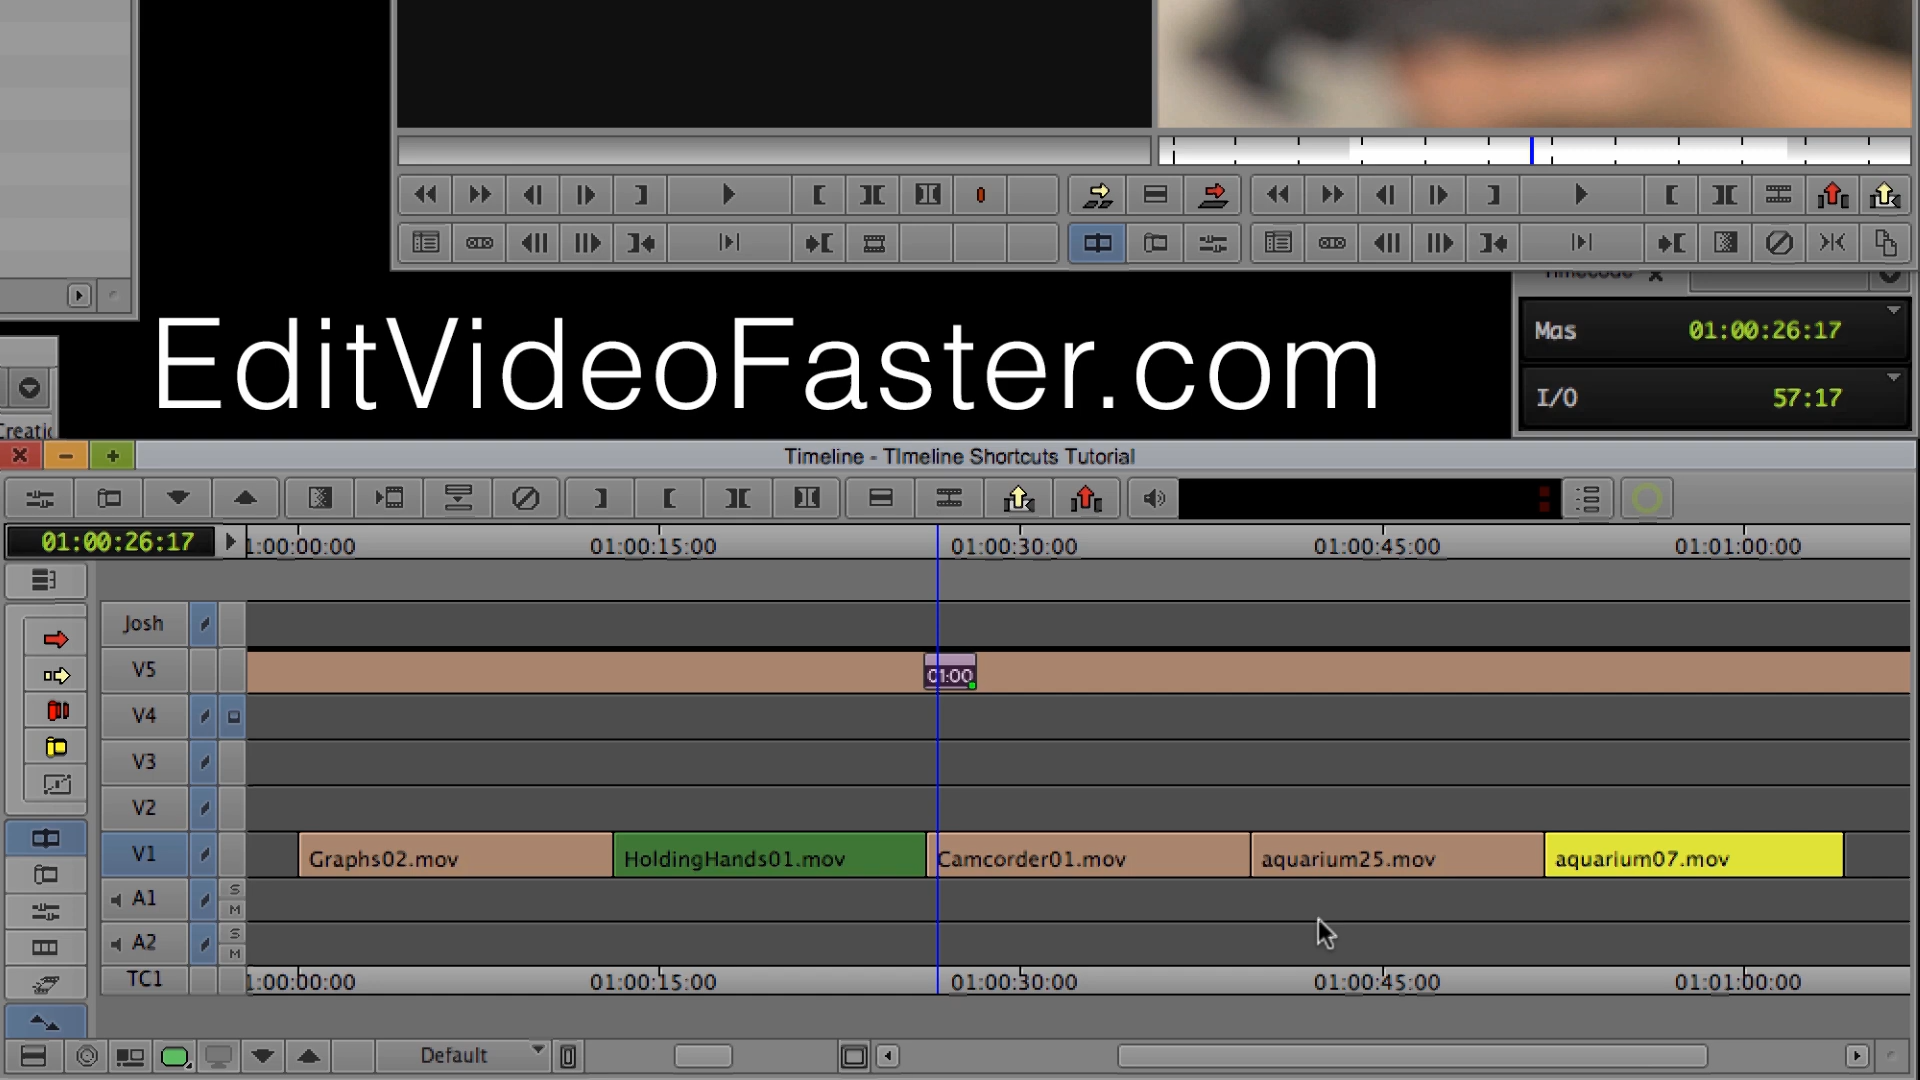 Timecode
EditVideoFaster.com
Mas 01:00:26:17
I/O 57:17
Timeline - TImeline Shortcuts Tutorial
01:00:26:17 1:00:00:00 01:00:15:00 01:00:30:00 01:00:45:00 01:01:00:00
Josh
V5 01:00
V4
V3
V2
V1 Graphs02.mov HoldingHands01.mov Camcorder01.mov aquarium25.mov aquarium07.mov
A1 S M
A2 S M
TC1 1:00:00:00 01:00:15:00 01:00:30:00 01:00:45:00 01:01:00:00
Default